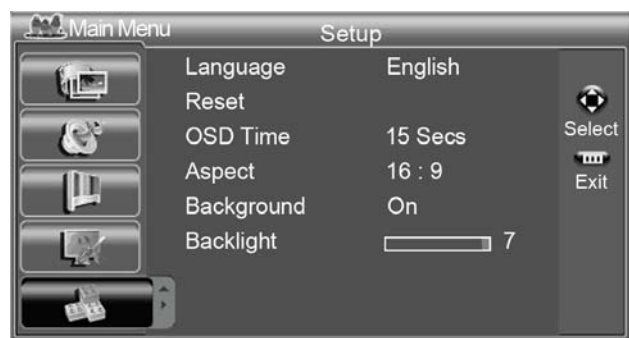 Main Menu
Setup
Language English
Reset
OSD Time 15 Secs
Aspect 16 : 9
Background On
Backlight 7
Select
Exit